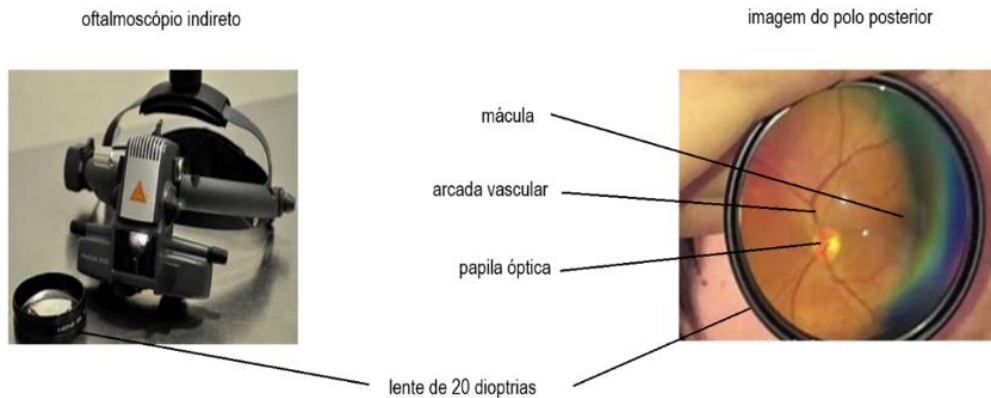 oftalmoscópio indireto
imagem do polo posterior
mácula
arcada vascular
papila óptica
lente de 20 dioptrias